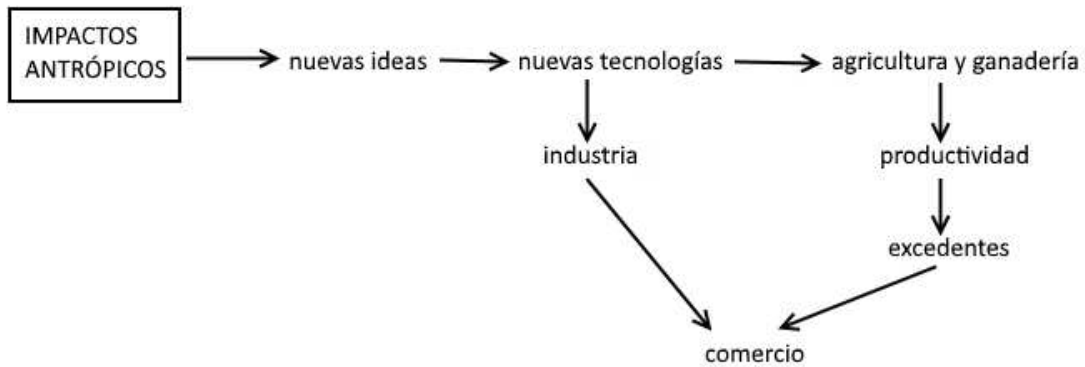 IMPACTOS
ANTRÓPICOS
nuevas ideas
nuevas tecnologías
agricultura y ganadería
industria
productividad
excedentes
comercio